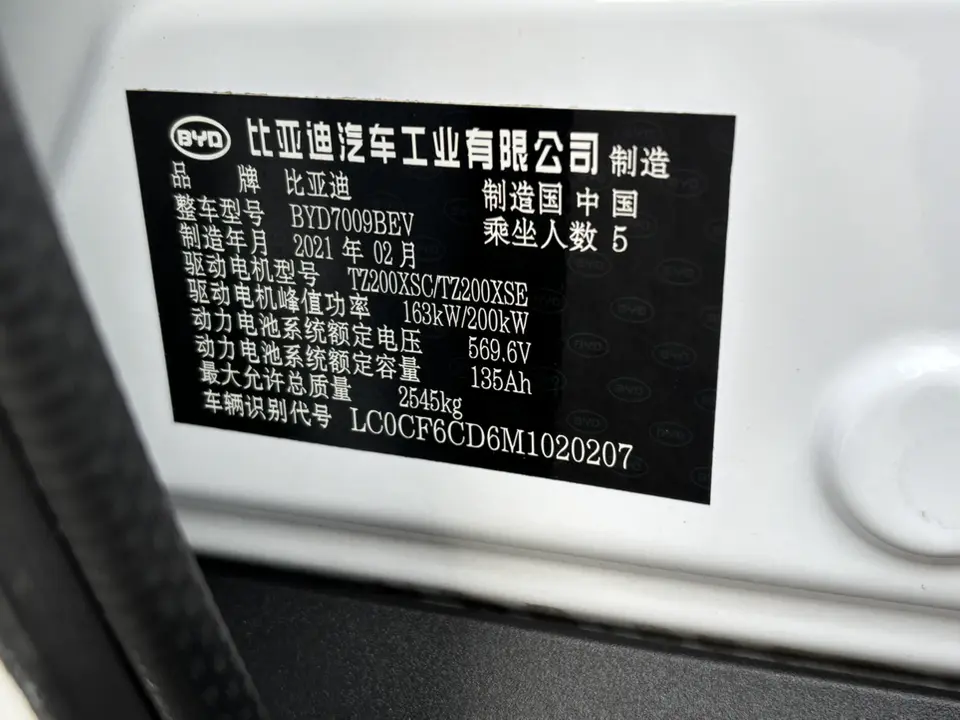 BYD 比亚迪汽车工业有限公司 制造
品牌 比亚迪 制造国 中国
整车型号 BYD7009BEV 乘坐人数 5
制造年月 2021 年 02 月
驱动电机型号 TZ200XSC/TZ200XSE
驱动电机峰值功率 163kW/200kW
动力电池系统额定电压 569.6V
动力电池系统额定容量 135Ah
最大允许总质量 2545kg
车辆识别代号 LC0CF6CD6M1020207